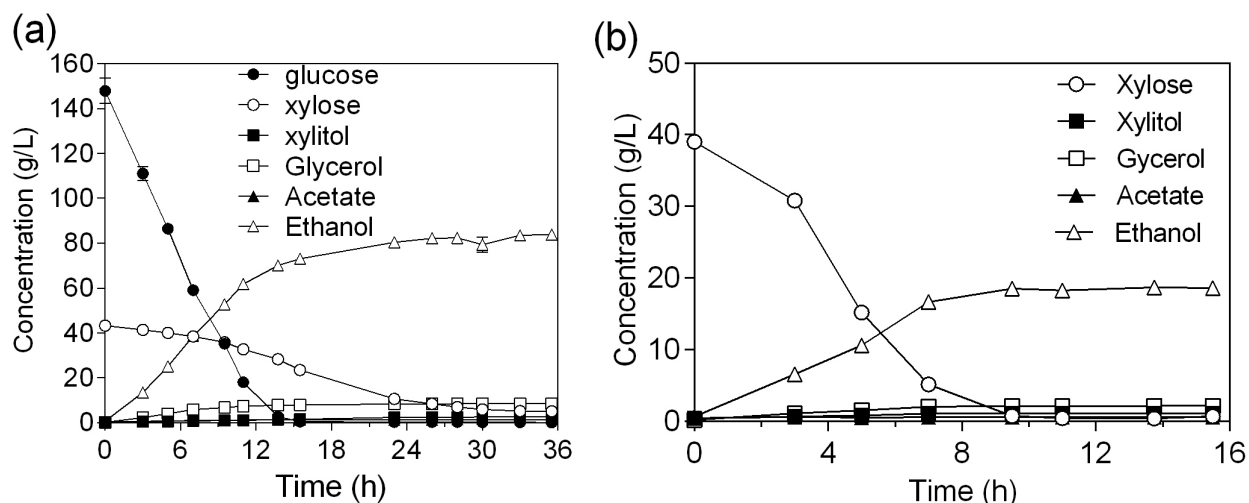 (a)
160
140
120
100
80
60
40
20
0
Concentration (g/L)
glucose
xylose
xylitol
Glycerol
Acetate
Ethanol
0 6 12 18 24 30 36
Time (h)
(b)
50
40
30
20
10
0
Concentration (g/L)
Xylose
Xylitol
Gycerol
Acetate
Ethanol
0 4 8 12 16
Time (h)